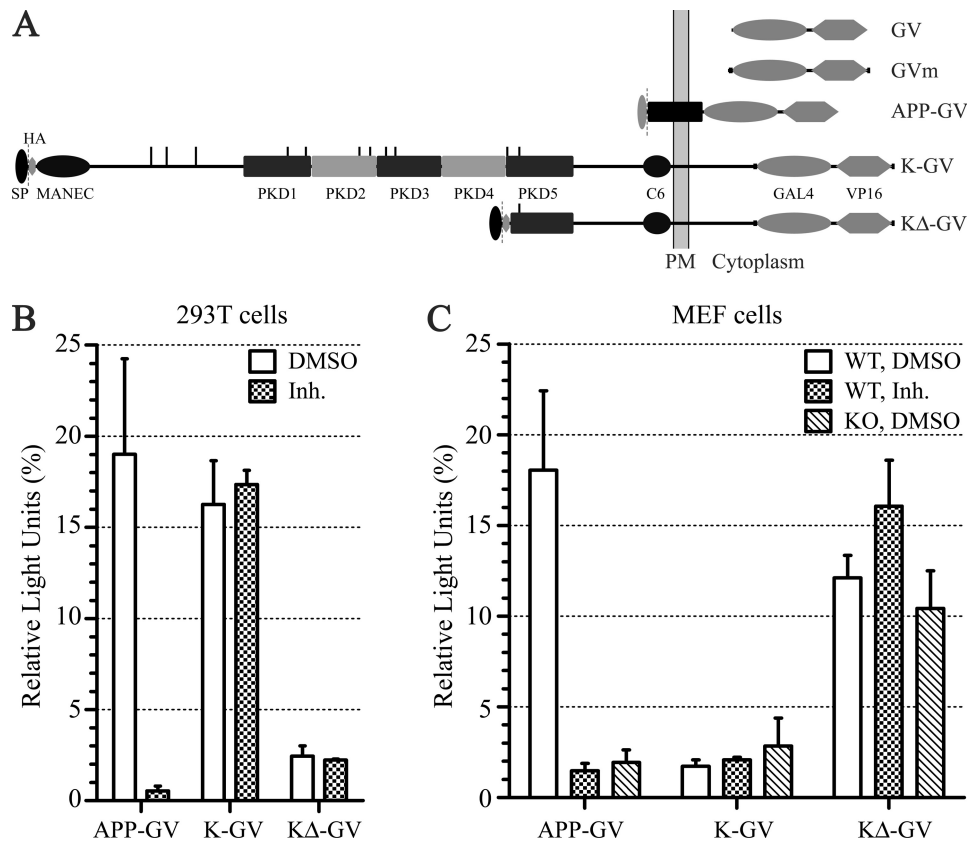 A
GV
GVm
APP-GV
HA
K-GV
SP MANEC PKD1 PKD2 PKD3 PKD4 PKD5 C6 GAL4 VP16
KΔ-GV
PM Cytoplasm
B 293T cells
25
20
15
10
5
0
Relative Light Units (%)
DMSO
Inh.
APP-GV K-GV KΔ-GV
C MEF cells
25
20
15
10
5
0
Relative Light Units (%)
WT, DMSO
WT, Inh.
KO, DMSO
APP-GV K-GV KΔ-GV